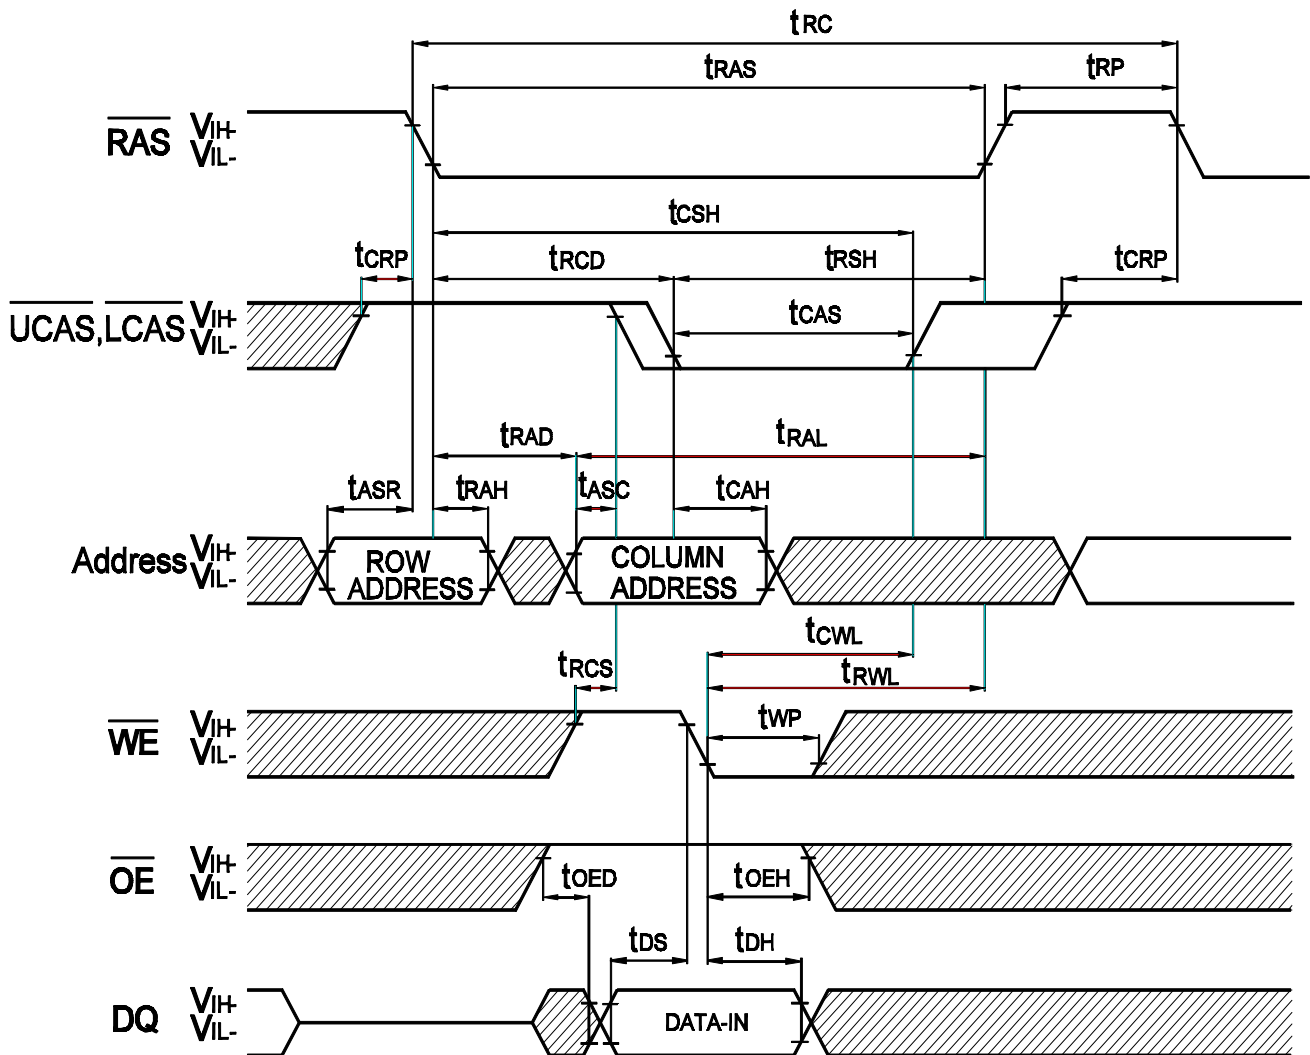 tRC
tRAS
tRP
RAS VIH-
VIL-
tCSH
tCRP
tRCD
tRSH
tCRP
UCAS,LCAS VIH-
VIL-
tCAS
tRAD
tRAL
tASR
tRAH
tASC
tCAH
Address VIH-
VIL-
ROW
ADDRESS
COLUMN
ADDRESS
tCWL
tRCS
tRWL
WE VIH-
VIL-
tWP
OE VIH-
VIL-
tOED
tOEH
tDS
tDH
DQ VIH-
VIL-
DATA-IN